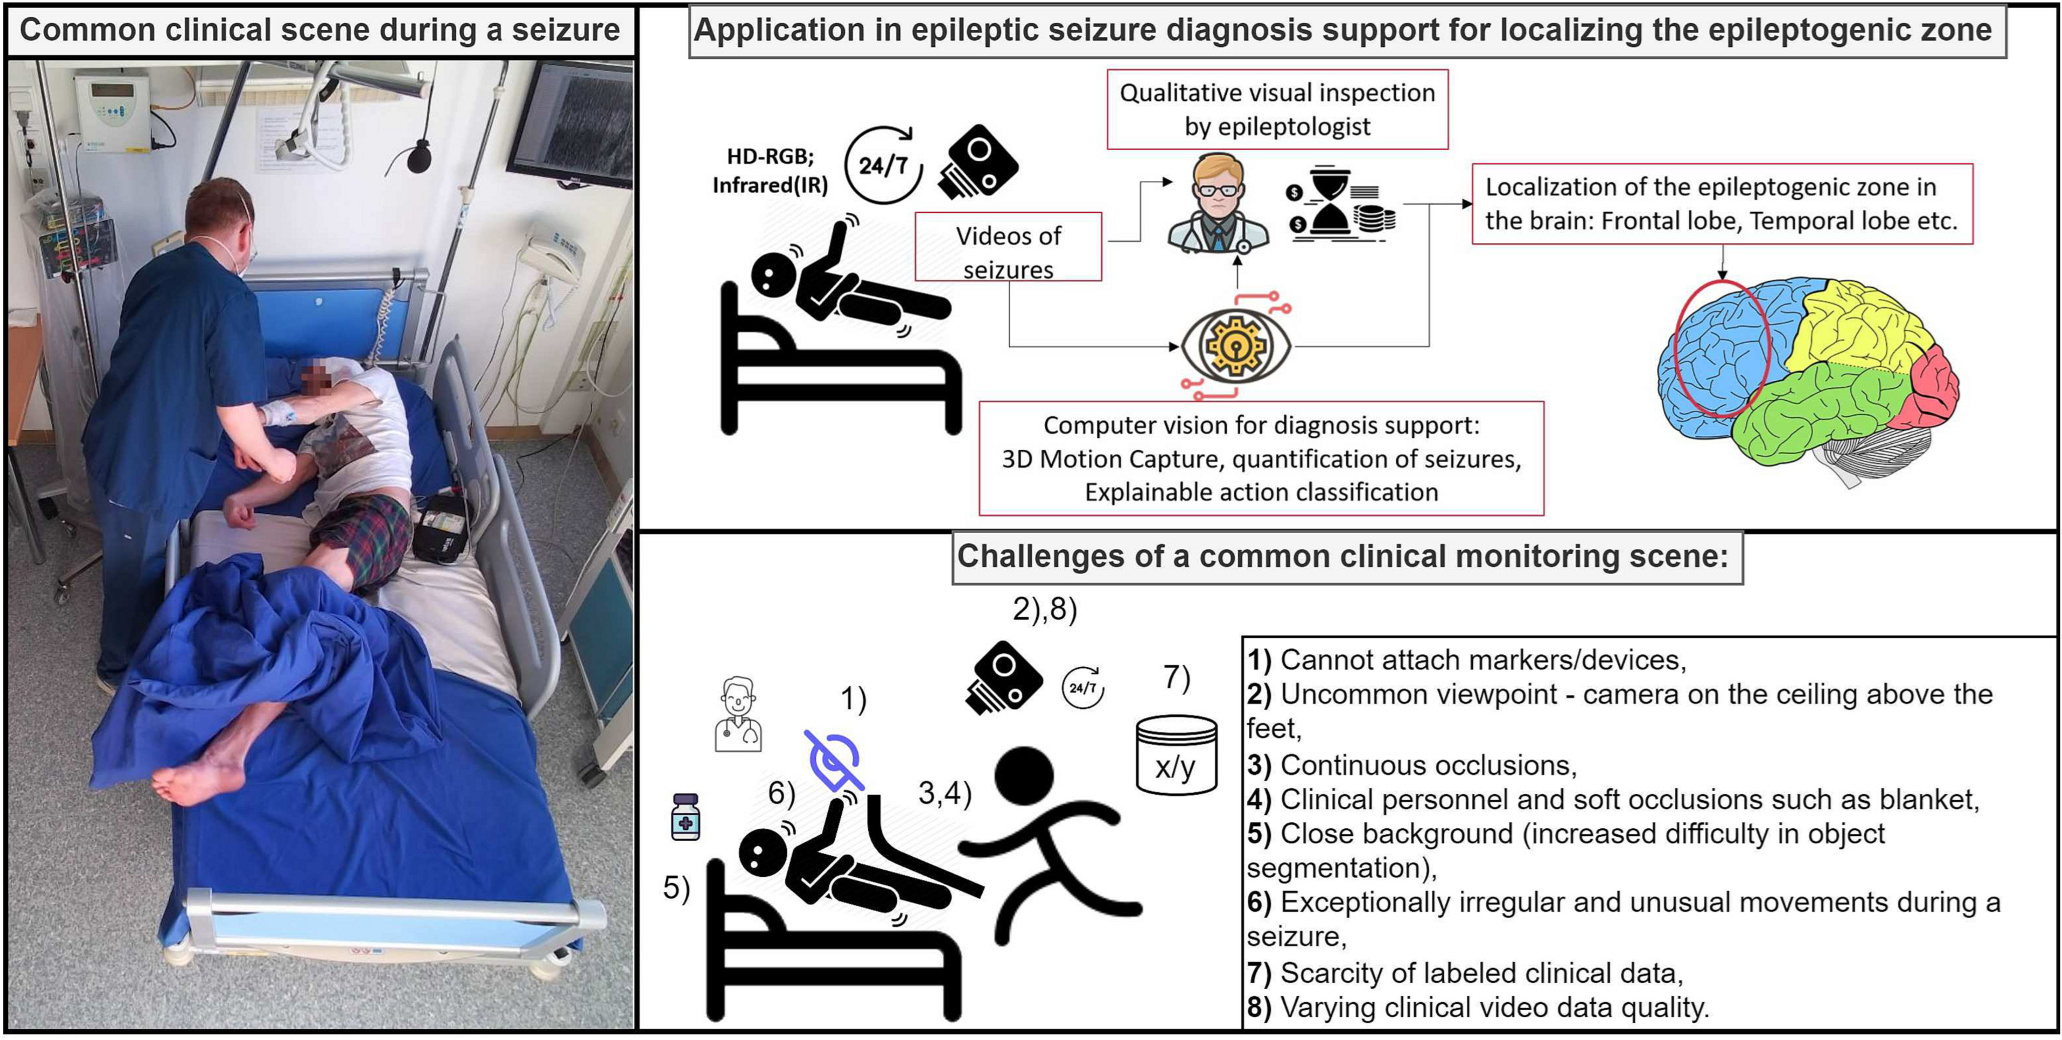 Common clinical scene during a seizure
Application in epileptic seizure diagnosis support for localizing the epileptogenic zone
Qualitative visual inspection
by epileptologist
HD-RGB;
Infrared(IR)
24/7
Videos of
seizures
$
$
Localization of the epileptogenic zone in
the brain: Frontal lobe, Temporal lobe etc.
Computer vision for diagnosis support:
3D Motion Capture, quantification of seizures,
Explainable action classification
Challenges of a common clinical monitoring scene:
2),8)
24/7
7)
x/y
1)
6)
3,4)
5)
1) Cannot attach markers/devices,
2) Uncommon viewpoint - camera on the ceiling above the
feet,
3) Continuous occlusions,
4) Clinical personnel and soft occlusions such as blanket,
5) Close background (increased difficulty in object
segmentation),
6) Exceptionally irregular and unusual movements during a
seizure,
7) Scarcity of labeled clinical data,
8) Varying clinical video data quality.